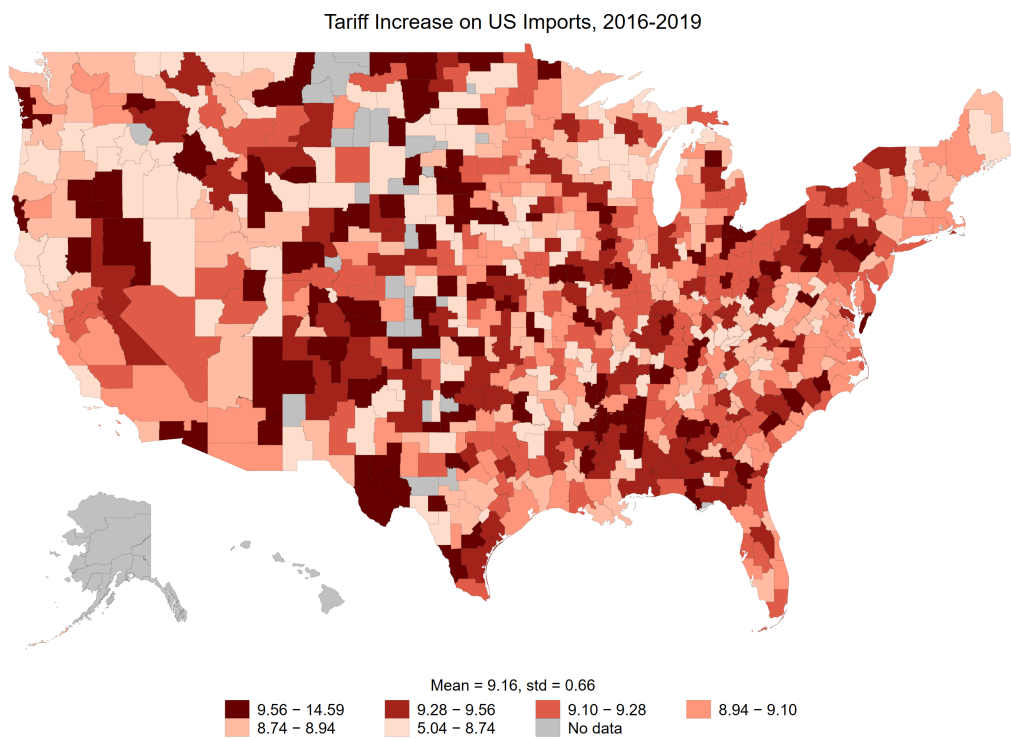 Tariff Increase on US Imports, 2016-2019
Mean = 9.16, std = 0.66
9.56 − 14.59 9.28 − 9.56 9.10 − 9.28 8.94 − 9.10
8.74 − 8.94 5.04 − 8.74 No data